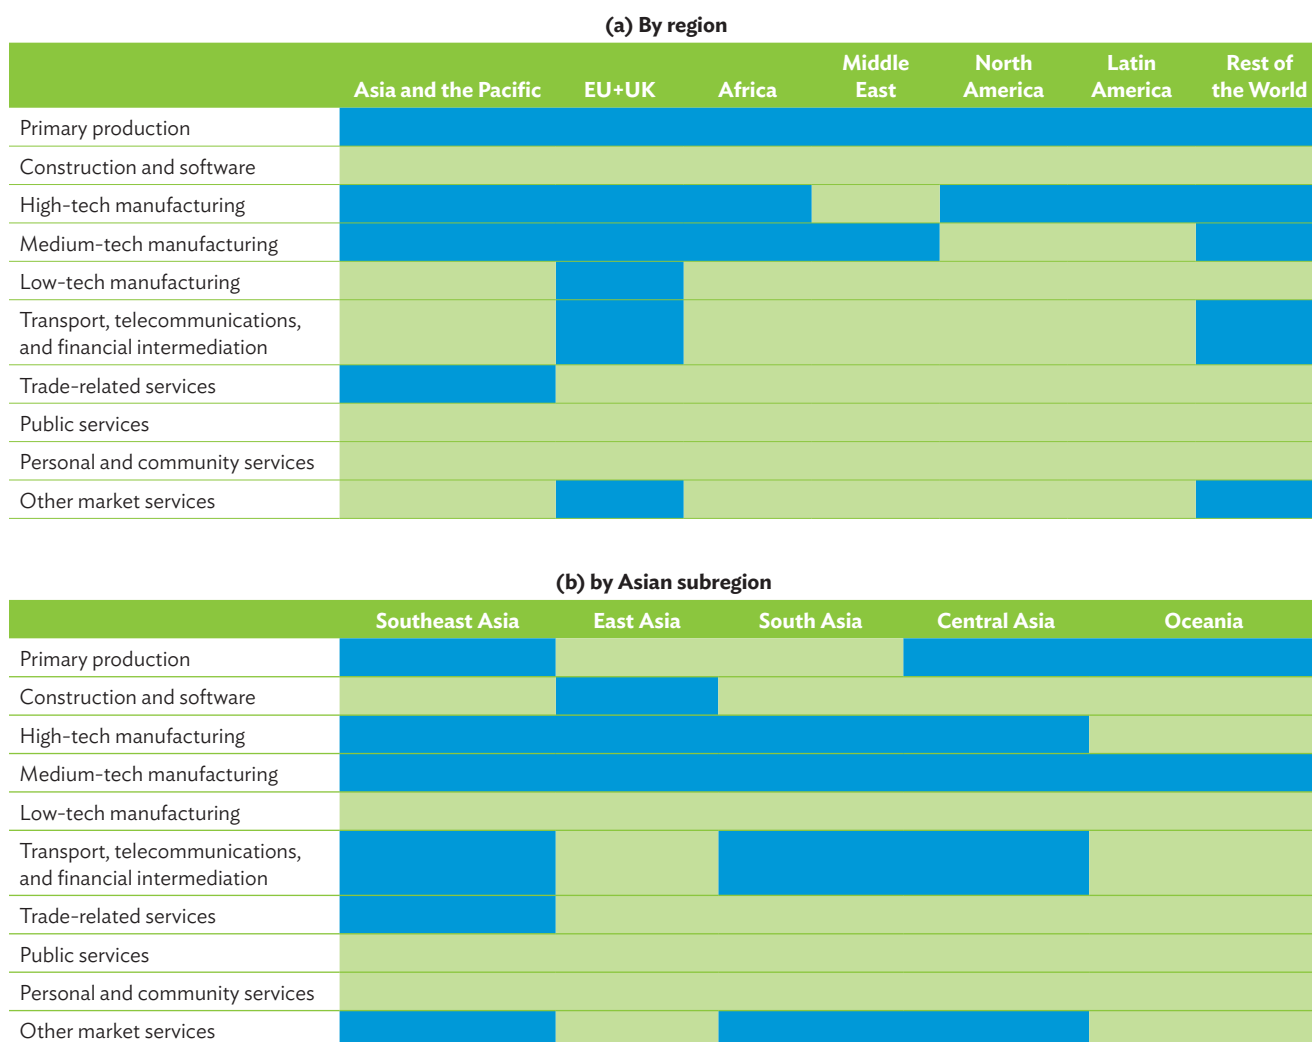 (a) By region
Asia and the Pacific EU+UK Africa Middle East North America Latin America Rest of the World
Primary production
Construction and software
High-tech manufacturing
Medium-tech manufacturing
Low-tech manufacturing
Transport, telecommunications,
and financial intermediation
Trade-related services
Public services
Personal and community services
Other market services
(b) by Asian subregion
Southeast Asia East Asia South Asia Central Asia Oceania
Primary production
Construction and software
High-tech manufacturing
Medium-tech manufacturing
Low-tech manufacturing
Transport, telecommunications,
and financial intermediation
Trade-related services
Public services
Personal and community services
Other market services